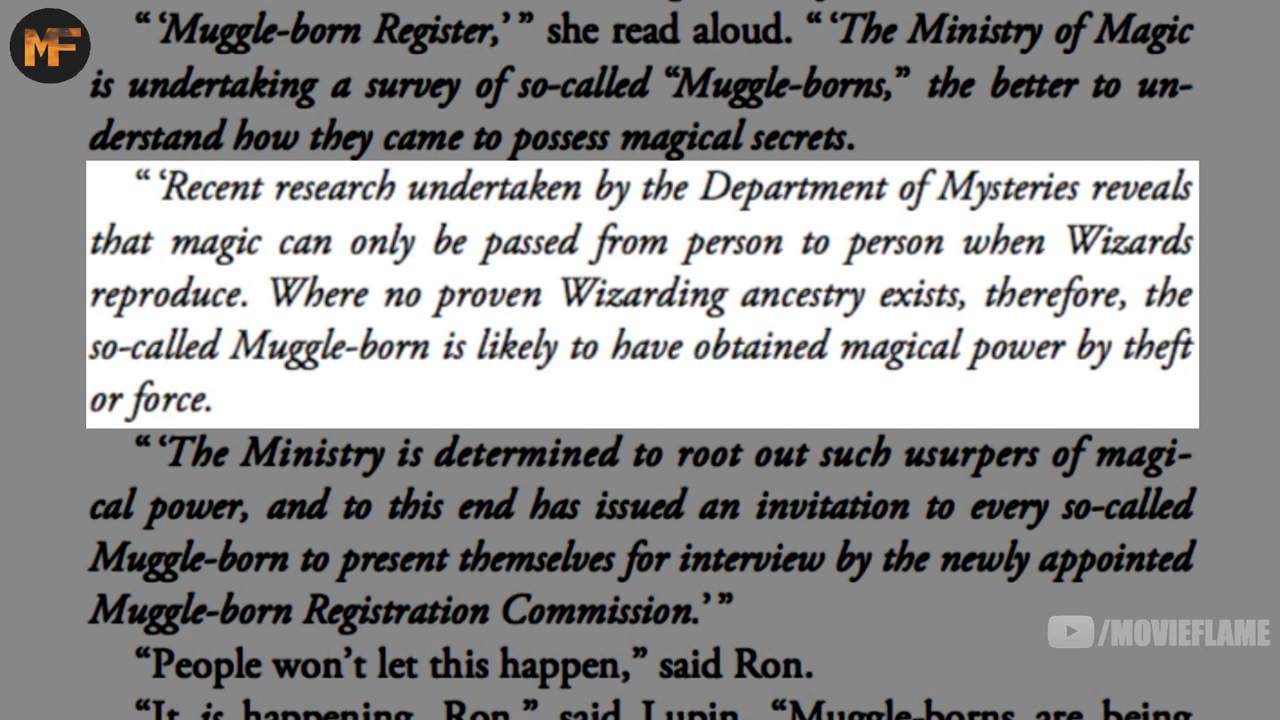 MF
“ ‘Muggle-born Register,’ ” she read aloud. “ ‘The Ministry of Magic
is undertaking a survey of so-called “Muggle-borns,” the better to un-
derstand how they came to possess magical secrets.
“ ‘Recent research undertaken by the Department of Mysteries reveals
that magic can only be passed from person to person when Wizards
reproduce. Where no proven Wizarding ancestry exists, therefore, the
so-called Muggle-born is likely to have obtained magical power by theft
or force.
“ ‘The Ministry is determined to root out such usurpers of magi-
cal power, and to this end has issued an invitation to every so-called
Muggle-born to present themselves for interview by the newly appointed
Muggle-born Registration Commission.’ ”
/MOVIEFLAME
“People won’t let this happen,” said Ron.
“It is happening, Ron,” said Lupin. “Muggle-borns are being